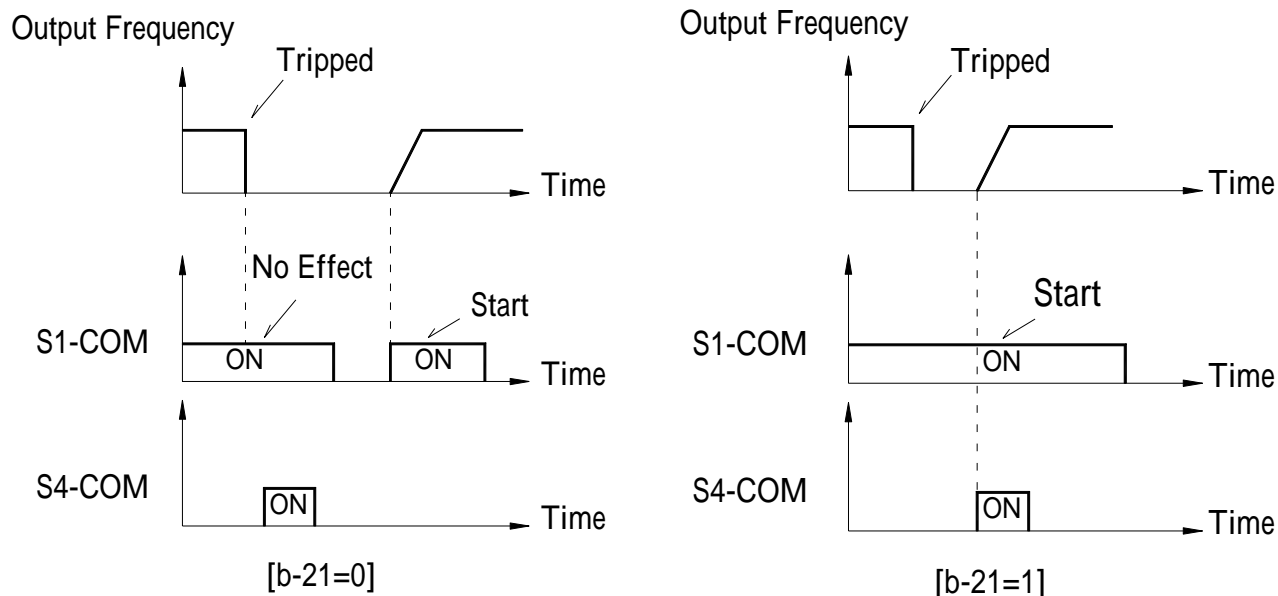 Output Frequency
Tripped
Time
No Effect
Start
S1-COM
ON
ON
Time
S4-COM
ON
Time
[b-21=0]
Output Frequency
Tripped
Time
Start
S1-COM
ON
Time
S4-COM
ON
Time
[b-21=1]